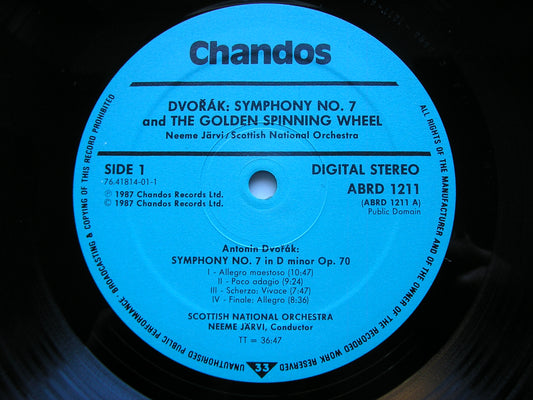 Chandos
DVOŘÁK: SYMPHONY NO. 7
and THE GOLDEN SPINNING WHEEL
Neeme Järvi/Scottish National Orchestra
SIDE 1
76.41814-01-1
Ⓟ 1987 Chandos Records Ltd.
© 1987 Chandos Records Ltd.
DIGITAL STEREO
ABRD 1211
(ABRD 1211 A)
Public Domain
Antonin Dvořák:
SYMPHONY NO. 7 in D minor Op. 70
I - Allegro maestoso (10:47)
II - Poco adagio (9:24)
III - Scherzo: Vivace (7:47)
IV - Finale: Allegro (8:36)
SCOTTISH NATIONAL ORCHESTRA
NEEME JÄRVI, Conductor
TT = 36:47
33
ALL RIGHTS OF THE MANUFACTURER AND OF THE OWNER OF THE RECORDED WORK RESERVED
UNAUTHORISED PUBLIC PERFORMANCE · BROADCASTING & COPYING OF THIS RECORD PROHIBITED